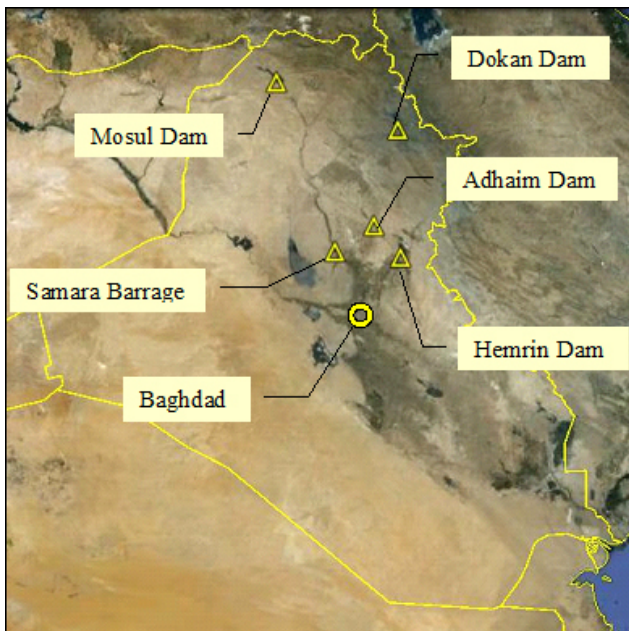 Dokan Dam
Mosul Dam
Adhaim Dam
Samara Barrage
Hemrin Dam
Baghdad